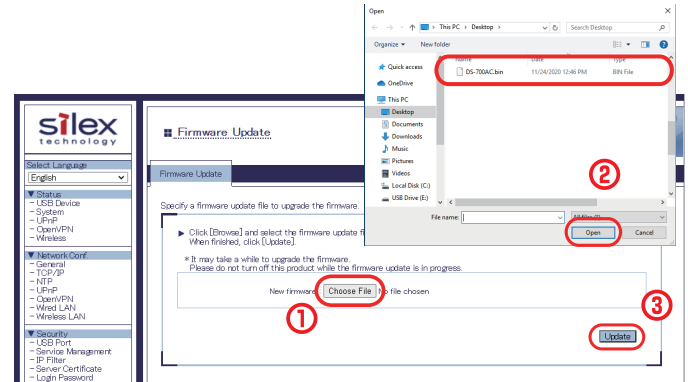 Open
This PC > Desktop >
Search Desktop
Organize
New folder
Name
Date
Type
Quick access
DS-700AC.bin
11/24/2020 12:46 PM
BIN File
OneDrive
This PC
Desktop
Documents
Downloads
Music
Pictures
Videos
Local Disk (C:)
USB Drive (E:)
②
File name:
All files (*)
Open
Cancel
silex
technology
Select Language
English
▼ Status
- USB Device
- System
- UPnP
- OpenVPN
- Wireless
▼ Network Conf.
- General
- TCP/IP
- NTP
- UPnP
- OpenVPN
- Wired LAN
- Wireless LAN
▼ Security
- USB Port
- Service Management
- IP Filter
- Server Certificate
- Login Password
Firmware Update
Firmware Update
Specify a firmware update file to upgrade the firmware.
Click [Browse] and select the firmware update
When finished, click [Update].
* It may take a while to upgrade the firmware.
Please do not turn off this product while the firmware update is in progress.
New firmware
Choose File
No file chosen
①
③
Update